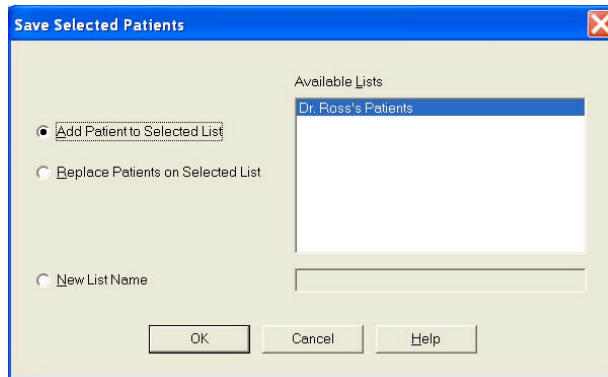 Save Selected Patients
Available Lists
Dr. Ross's Patients
Add Patient to Selected List
Replace Patients on Selected List
New List Name
OK
Cancel
Help